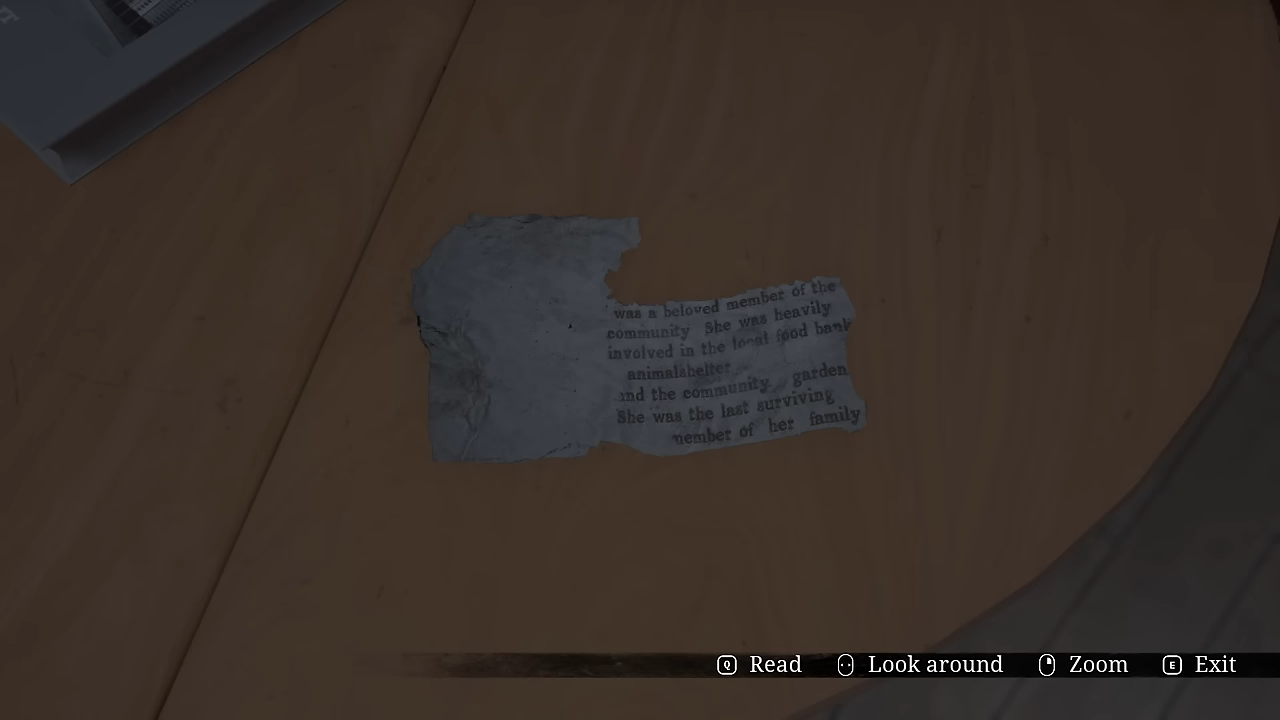 was a beloved member of the
community She was heavily
involved in the local food bank
animalshelter
and the community garden
She was the last surviving
member of her family
Q Read Look around Zoom E Exit